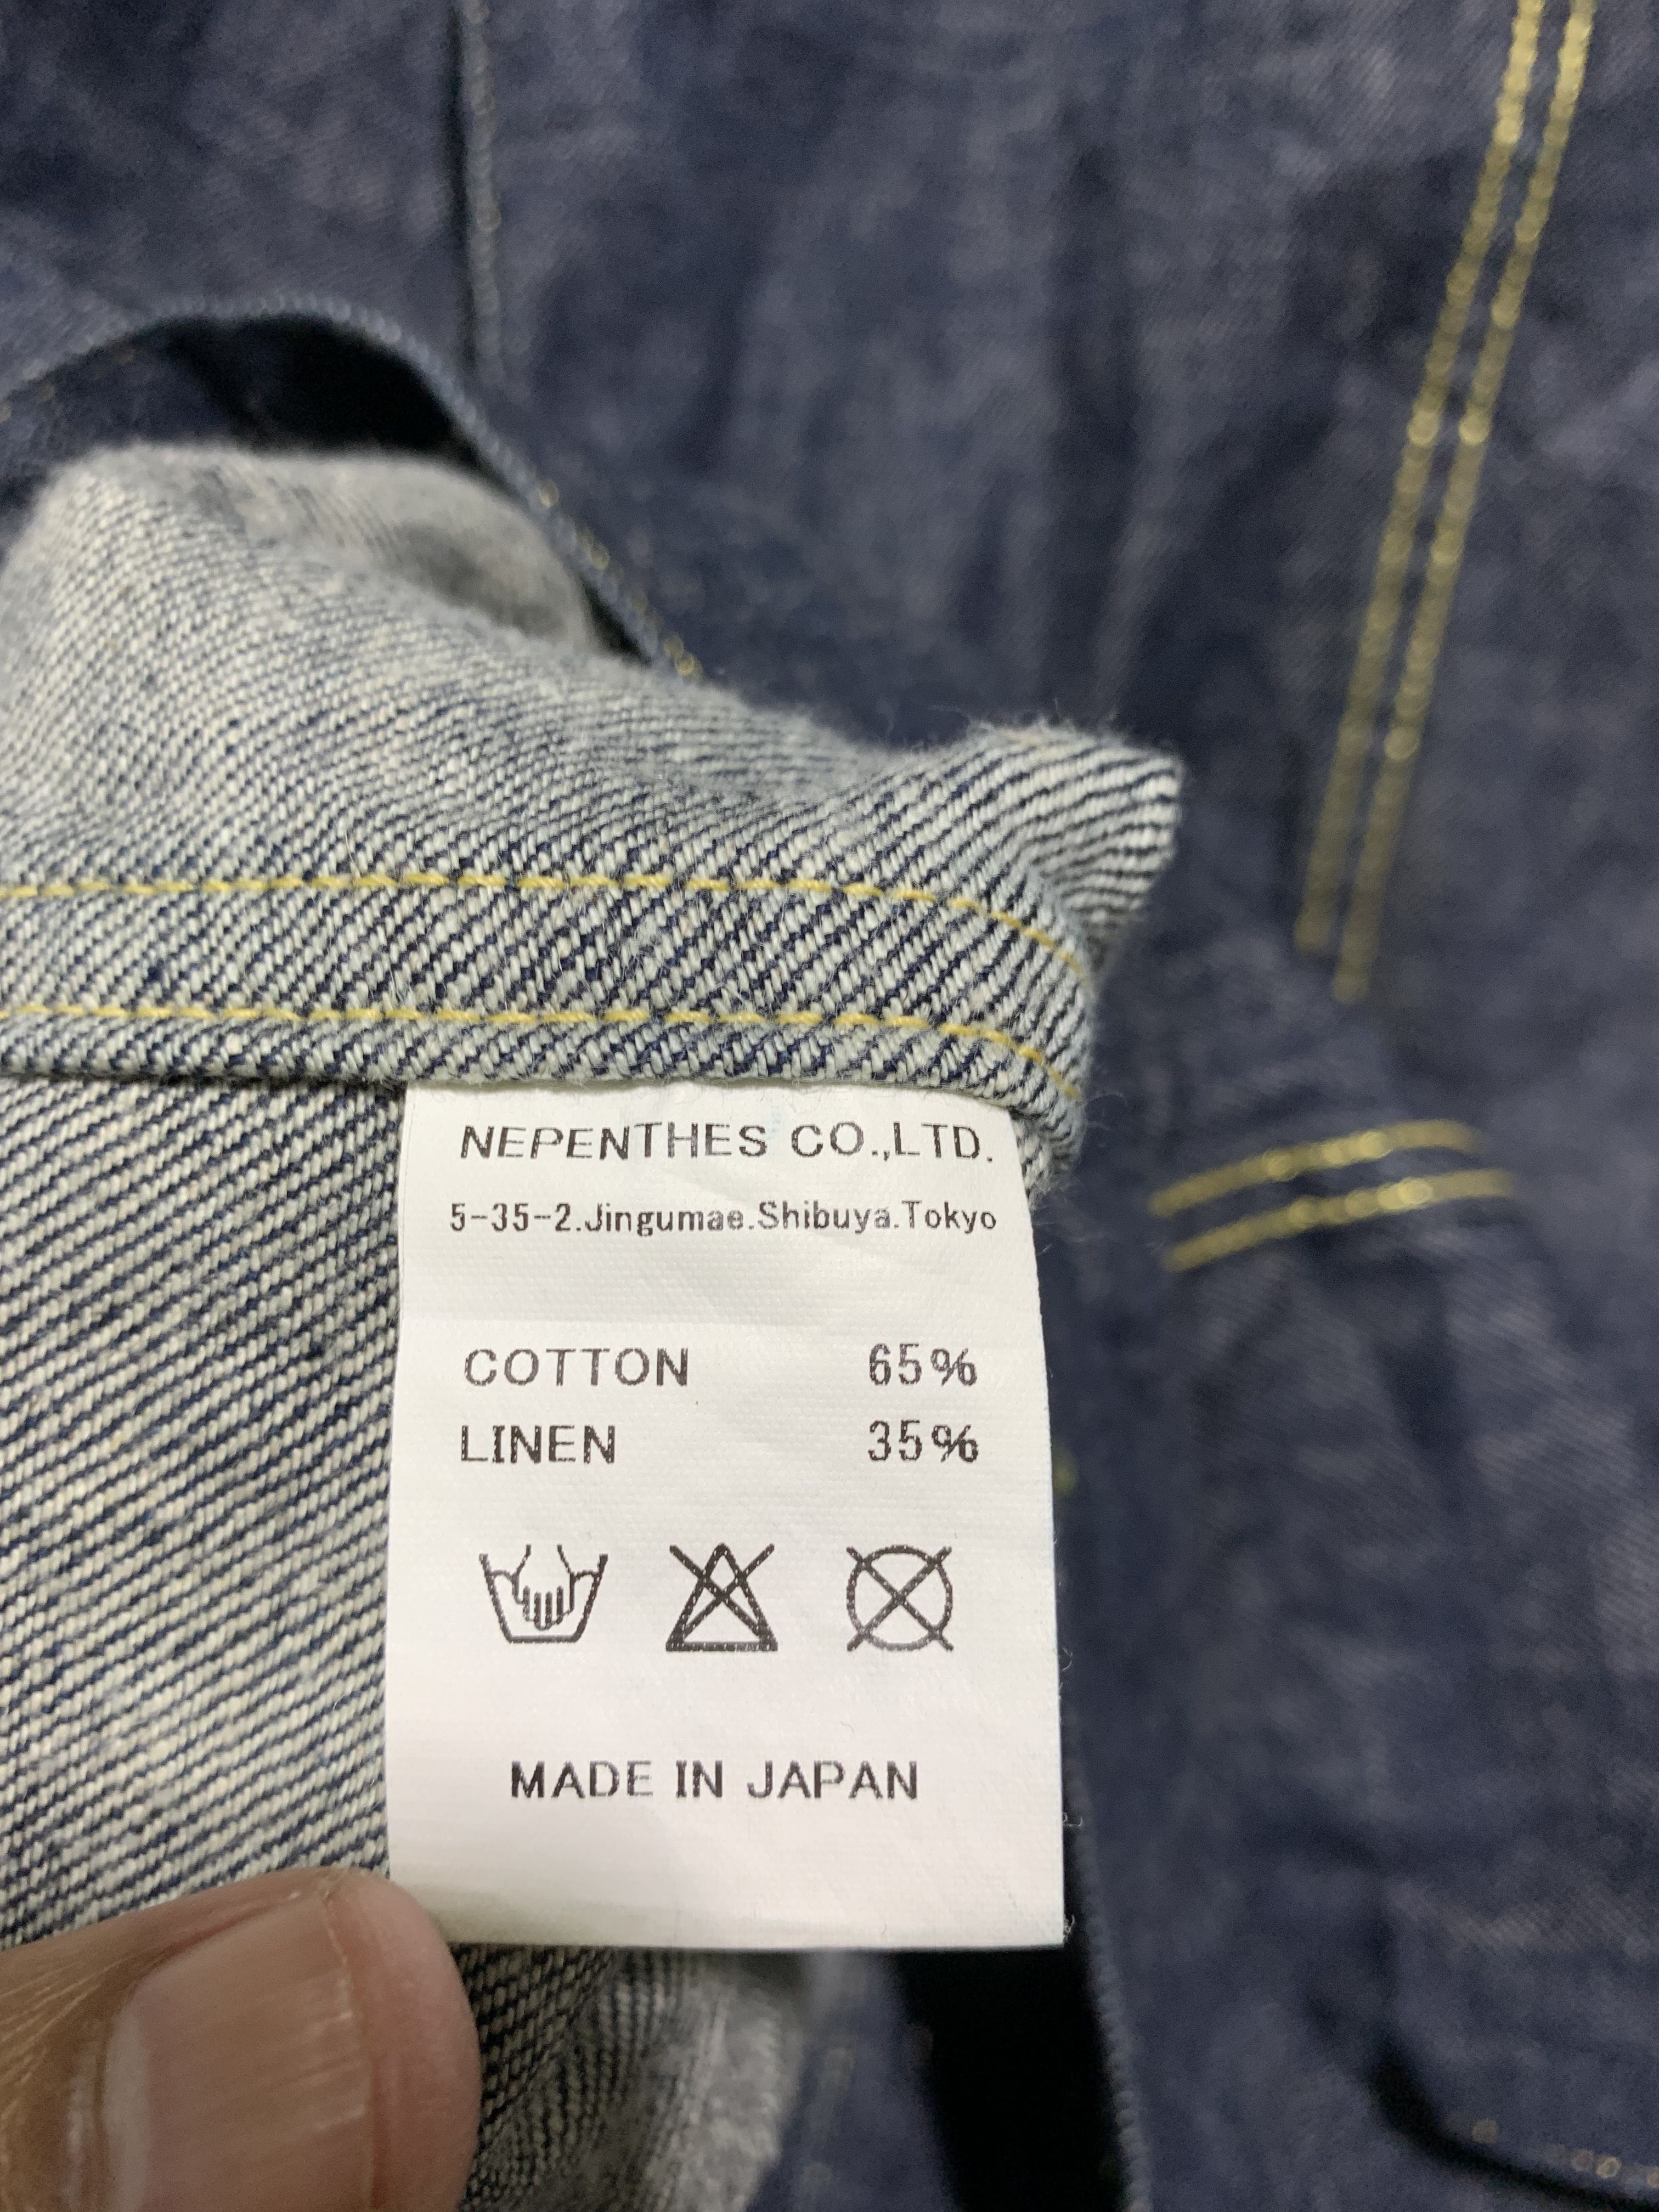 NEPENTHES CO.,LTD.
5-35-2.Jingumae.Shibuya.Tokyo
COTTON 65%
LINEN 35%
MADE IN JAPAN